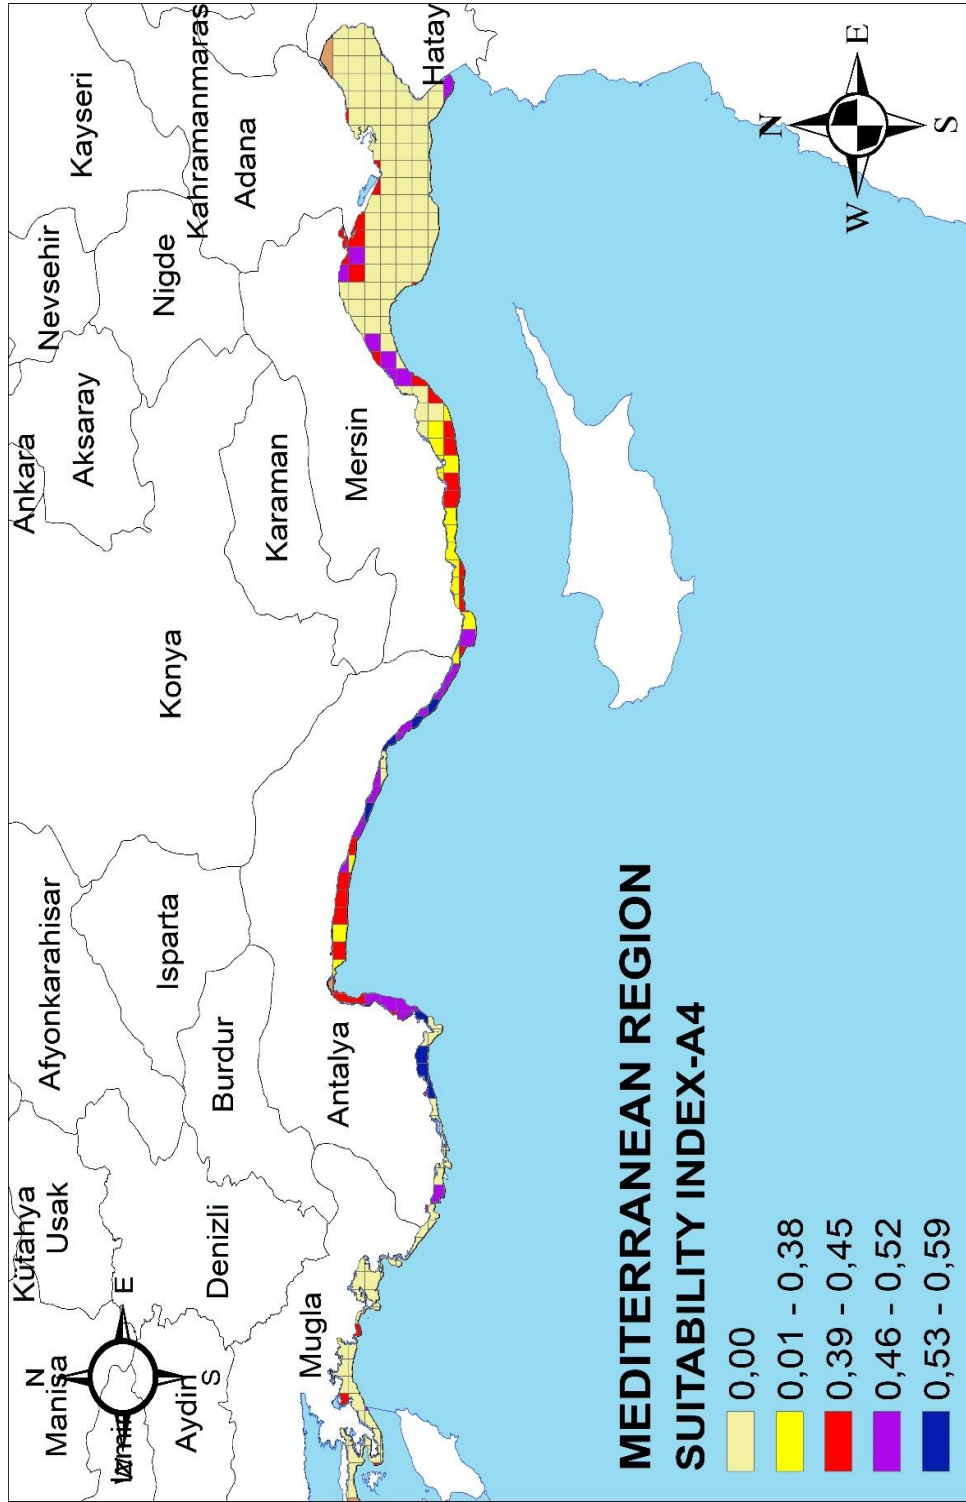 Ankara
Kayseri
Nevsehir
Aksaray
Kutahya
Usak
Afyonkarahisar
Manisa
Izmir
Nigde
Kahramanmaras
Adana
Hatay
Konya
Isparta
Burdur
Denizli
Aydin
Karaman
Mersin
Antalya
Mugla
N
E
S
N
W
E
S
MEDITERRANEAN REGION
SUITABILITY INDEX-A4
0,00
0,01 - 0,38
0,39 - 0,45
0,46 - 0,52
0,53 - 0,59